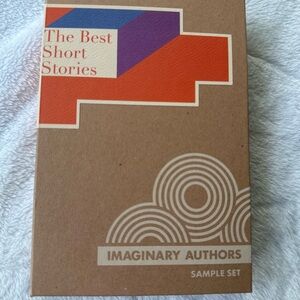 The Best
Short
Stories
IMAGINARY AUTHORS
SAMPLE SET